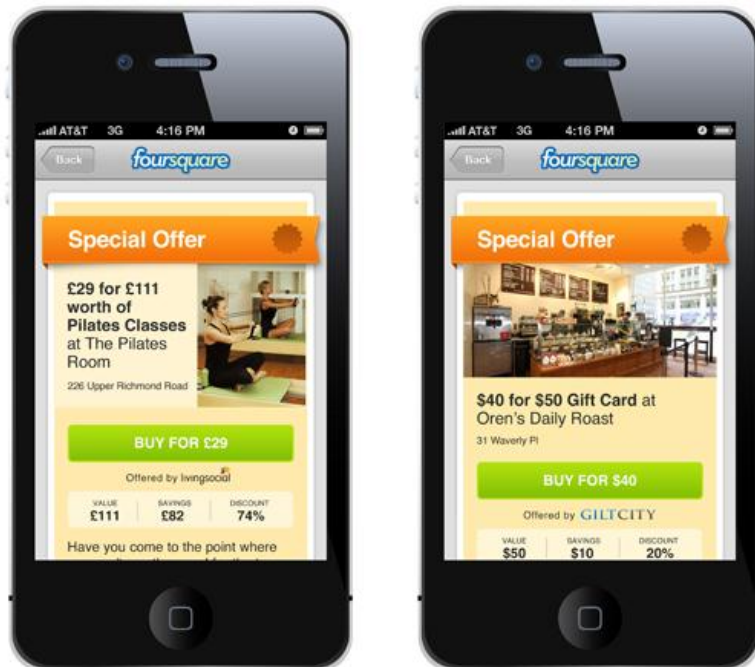 AT&T 3G 4:16 PM
Back foursquare
Special Offer
£29 for £111
worth of
Pilates Classes
at The Pilates
Room
226 Upper Richmond Road
BUY FOR £29
Offered by livingsocial
VALUE SAVINGS DISCOUNT
£111 £82 74%
Have you come to the point where
AT&T 3G 4:16 PM
Back foursquare
Special Offer
$40 for $50 Gift Card at
Oren's Daily Roast
31 Waverly Pl
BUY FOR $40
Offered by GILTCITY
VALUE SAVINGS DISCOUNT
$50 $10 20%